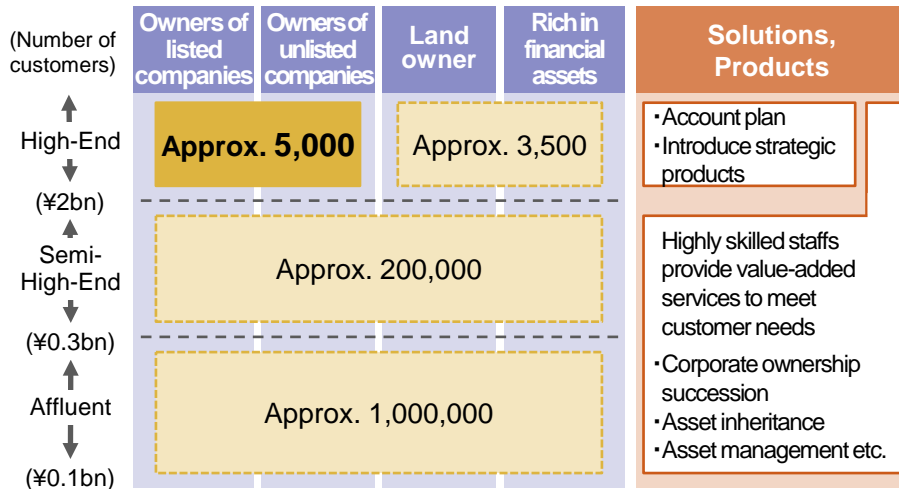 (Number of
customers)
Owners of
listed
companies
Owners of
unlisted
companies
Land
owner
Rich in
financial
assets
Solutions,
Products
High-End
Approx. 5,000
Approx. 3,500
・Account plan
・Introduce strategic
products
(¥2bn)
Semi-
High-End
Approx. 200,000
Highly skilled staffs
provide value-added
services to meet
customer needs
(¥0.3bn)
Affluent
Approx. 1,000,000
・Corporate ownership
succession
・Asset inheritance
・Asset management etc.
(¥0.1bn)